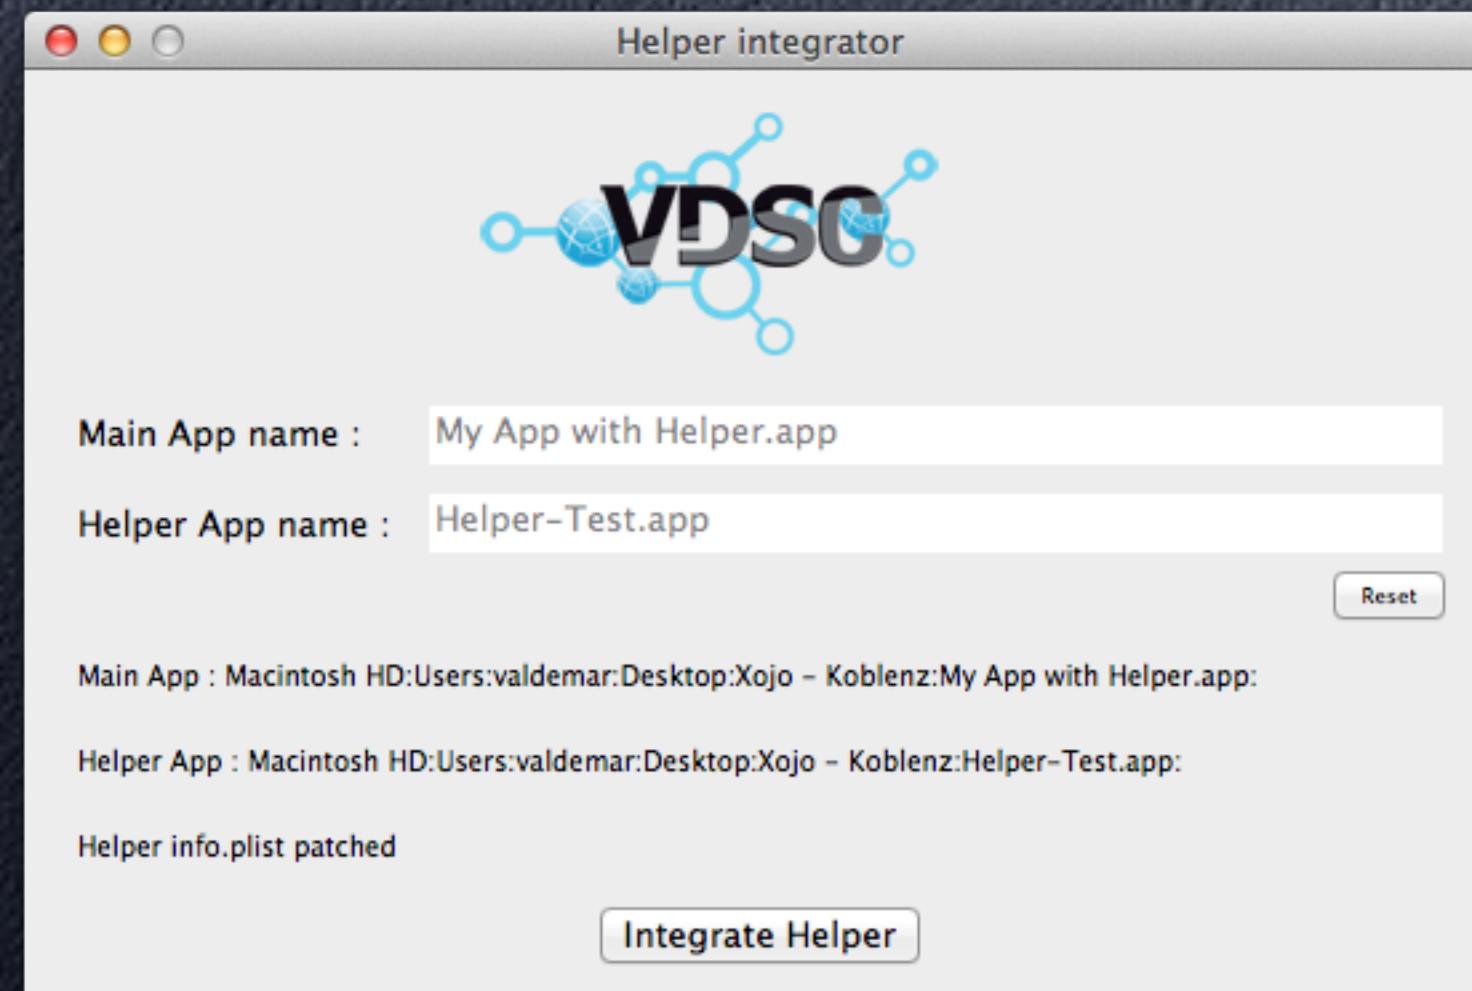 Helper integrator
VDSC
Main App name :
My App with Helper.app
Helper App name :
Helper-Test.app
Reset
Main App : Macintosh HD:Users:valdemar:Desktop:Xojo - Koblenz:My App with Helper.app:
Helper App : Macintosh HD:Users:valdemar:Desktop:Xojo - Koblenz:Helper-Test.app:
Helper info.plist patched
Integrate Helper